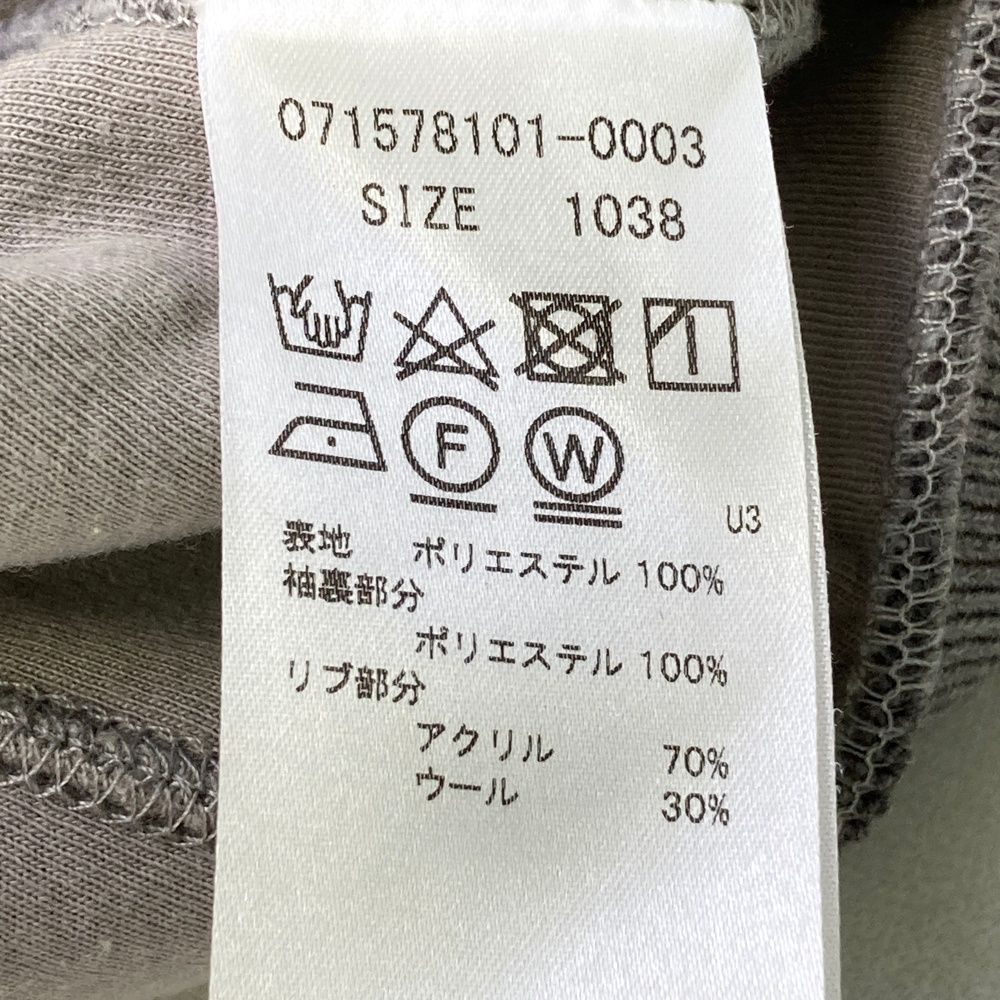 071578101-0003
SIZE 1038
F W
U3
表地 ポリエステル 100%
袖裏部分
ポリエステル 100%
リブ部分
アクリル 70%
ウール 30%